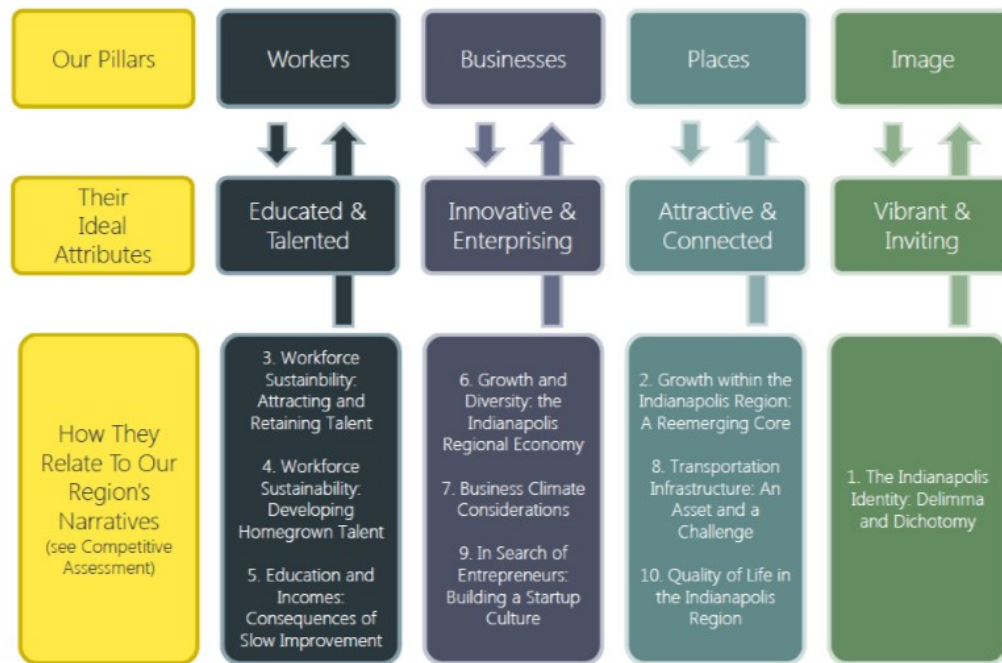 Our Pillars
Workers
Businesses
Places
Image
Their
Ideal
Attributes
Educated &
Talented
Innovative &
Enterprising
Attractive &
Connected
Vibrant &
Inviting
How They
Relate To Our
Region's
Narratives
(see Competitive
Assessment)
3. Workforce
Sustainbility:
Attracting and
Retaining Talent
4. Workforce
Sustainability:
Developing
Homegrown Talent
5. Education and
Incomes:
Consequences of
Slow Improvement
6. Growth and
Diversity: the
Indianapolis
Regional Economy
7. Business Climate
Considerations
9. In Search of
Entrepreneurs:
Building a Startup
Culture
2. Growth within the
Indianapolis Region:
A Reemerging Core
8. Transportation
Infrastructure: An
Asset and a
Challenge
10. Quality of Life in
the Indianapolis
Region
1. The Indianapolis
Identity: Delimma
and Dichotomy